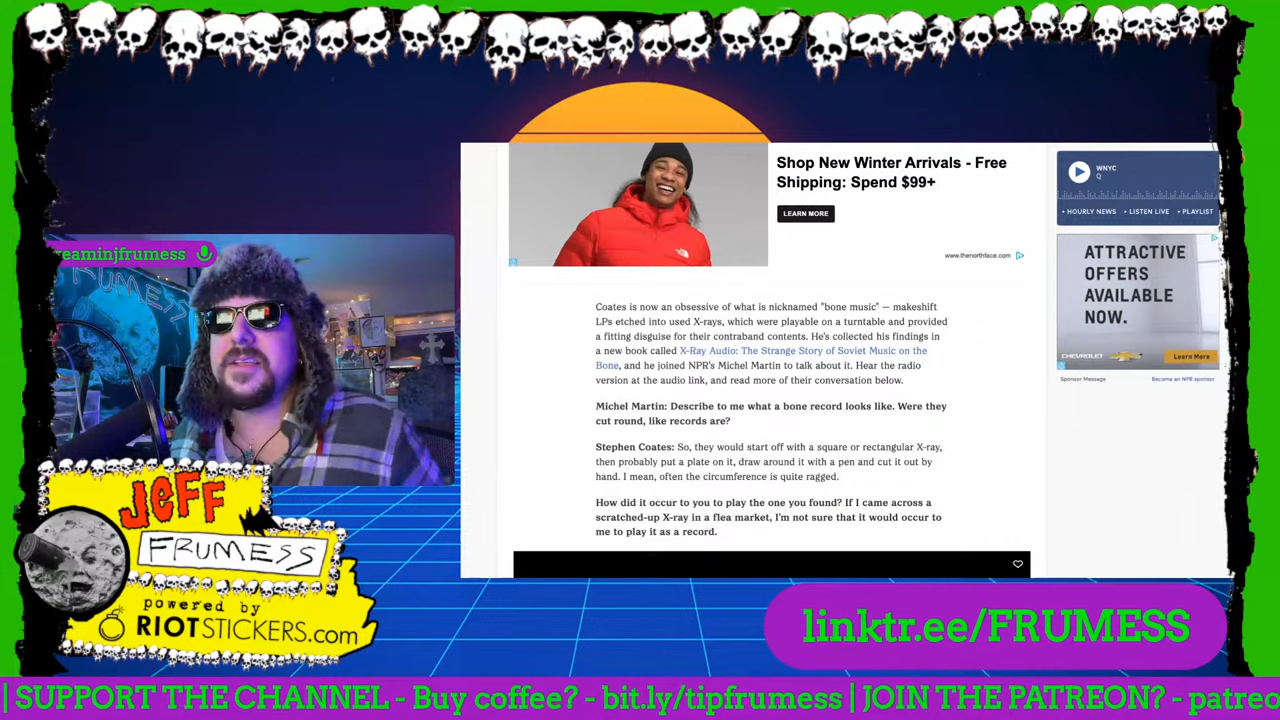 Shop New Winter Arrivals - Free
Shipping: Spend $99+
LEARN MORE
www.thenorthface.com
WNYC
Q
• HOURLY NEWS • LISTEN LIVE • PLAYLIST
ATTRACTIVE
OFFERS
AVAILABLE
NOW.
CHEVROLET
Learn More
Sponsor Message
Become an NPR sponsor
eaminjfrumess
FRUMESS
Coates is now an obsessive of what is nicknamed "bone music" — makeshift
LPs etched into used X-rays, which were playable on a turntable and provided
a fitting disguise for their contraband contents. He's collected his findings in
a new book called X-Ray Audio: The Strange Story of Soviet Music on the
Bone, and he joined NPR's Michel Martin to talk about it. Hear the radio
version at the audio link, and read more of their conversation below.
Michel Martin: Describe to me what a bone record looks like. Were they
cut round, like records are?
Stephen Coates: So, they would start off with a square or rectangular X-ray,
then probably put a plate on it, draw around it with a pen and cut it out by
hand. I mean, often the circumference is quite ragged.
How did it occur to you to play the one you found? If I came across a
scratched-up X-ray in a flea market, I'm not sure that it would occur to
me to play it as a record.
JEFF
FRUMESS
powered by
RIOTSTICKERS.com
linktr.ee/FRUMESS
| SUPPORT THE CHANNEL - Buy coffee? - bit.ly/tipfrumess | JOIN THE PATREON? - patreo